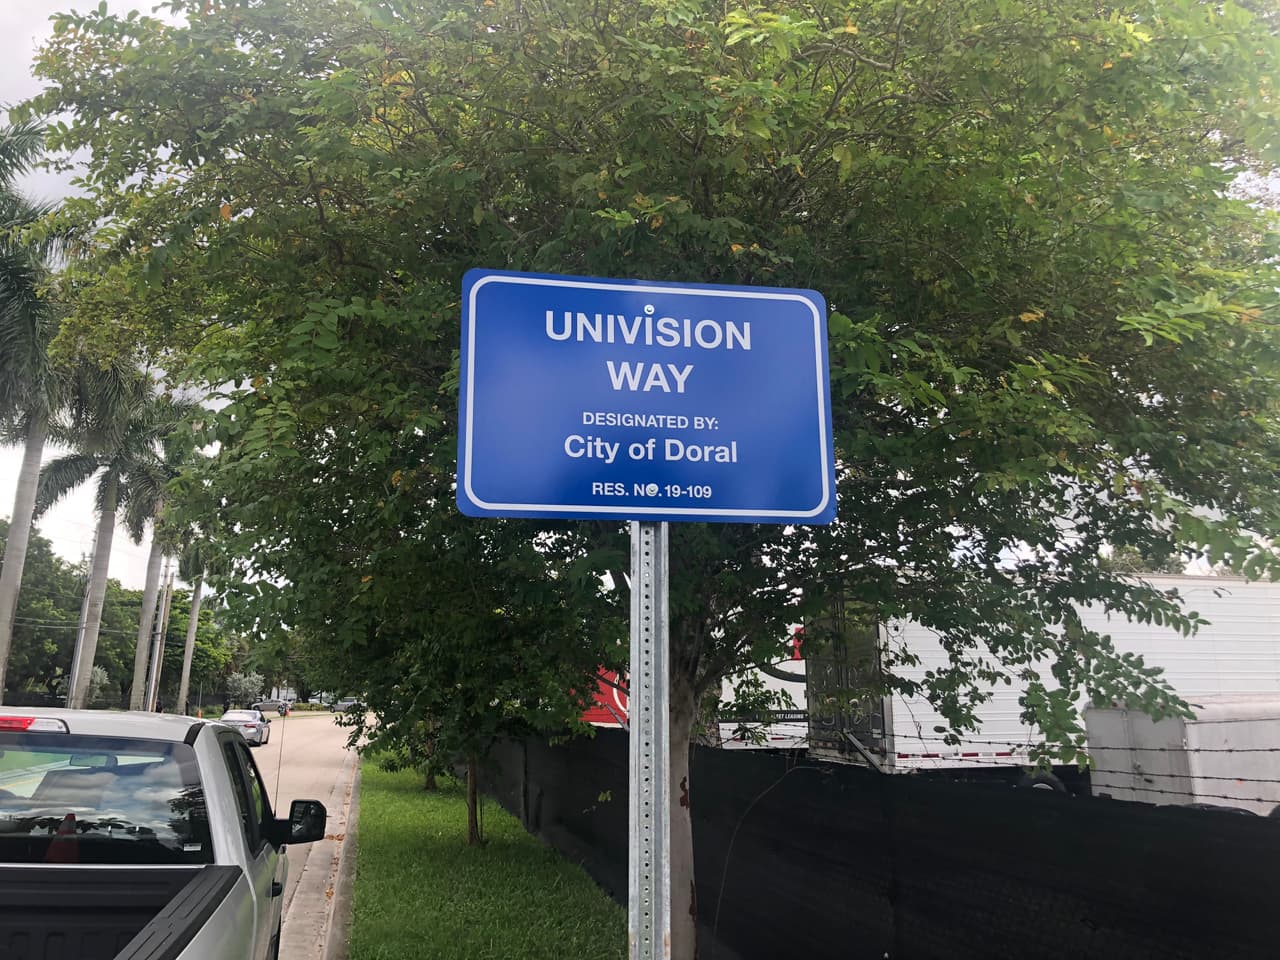 UNIVISION
WAY
DESIGNATED BY:
City of Doral
RES. NO. 19-109